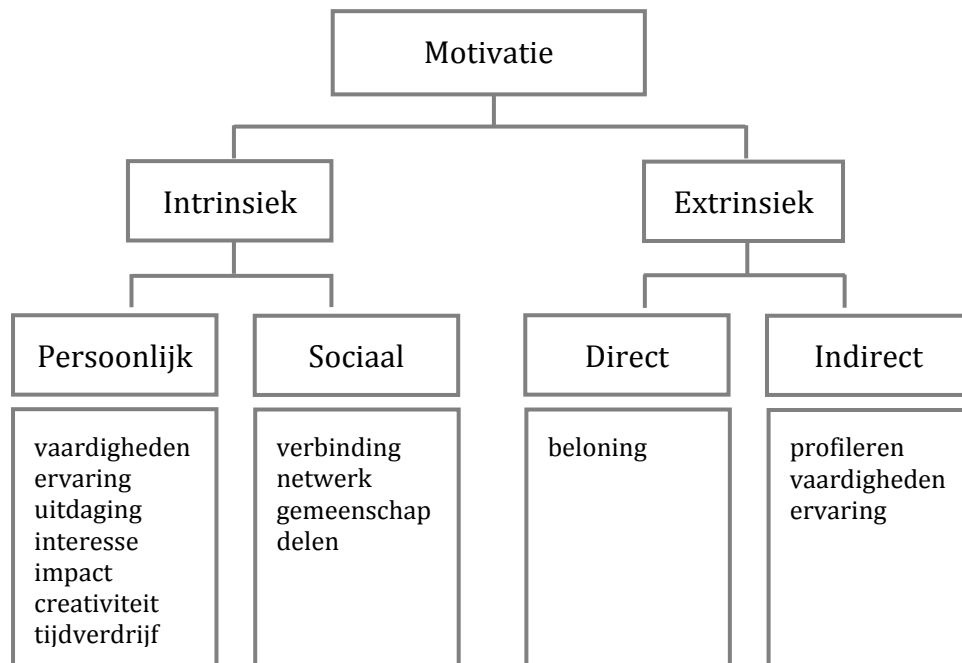 Motivatie
Intrinsiek
Extrinsiek
Persoonlijk
Sociaal
Direct
Indirect
vaardigheden
ervaring
uitdaging
interesse
impact
creativiteit
tijdverdrijf
verbinding
netwerk
gemeenschap
delen
beloning
profileren
vaardigheden
ervaring